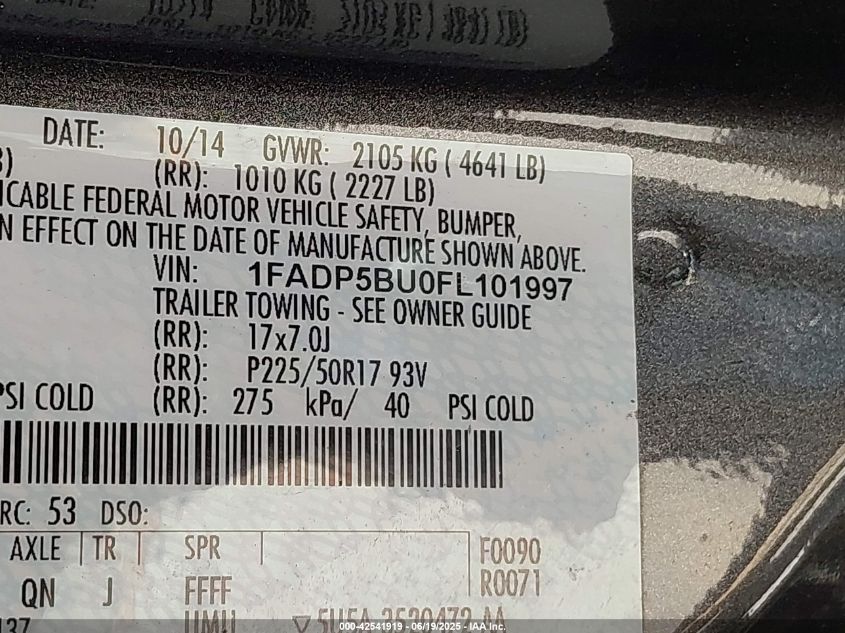 DATE: 10/14 GVWR: 2105 KG ( 4641 LB)
(RR): 1010 KG ( 2227 LB)
ICABLE FEDERAL MOTOR VEHICLE SAFETY, BUMPER,
N EFFECT ON THE DATE OF MANUFACTURE SHOWN ABOVE.
VIN: 1FADP5BU0FL101997
TRAILER TOWING - SEE OWNER GUIDE
(RR): 17x7.0J
(RR): P225/50R17 93V
PSI COLD (RR): 275 kPa/ 40 PSI COLD
RC: 53 DSO:
AXLE TR SPR F0090
QN J FFFF R0071
137
000-42541919 - 06/19/2025 - IAA Inc.